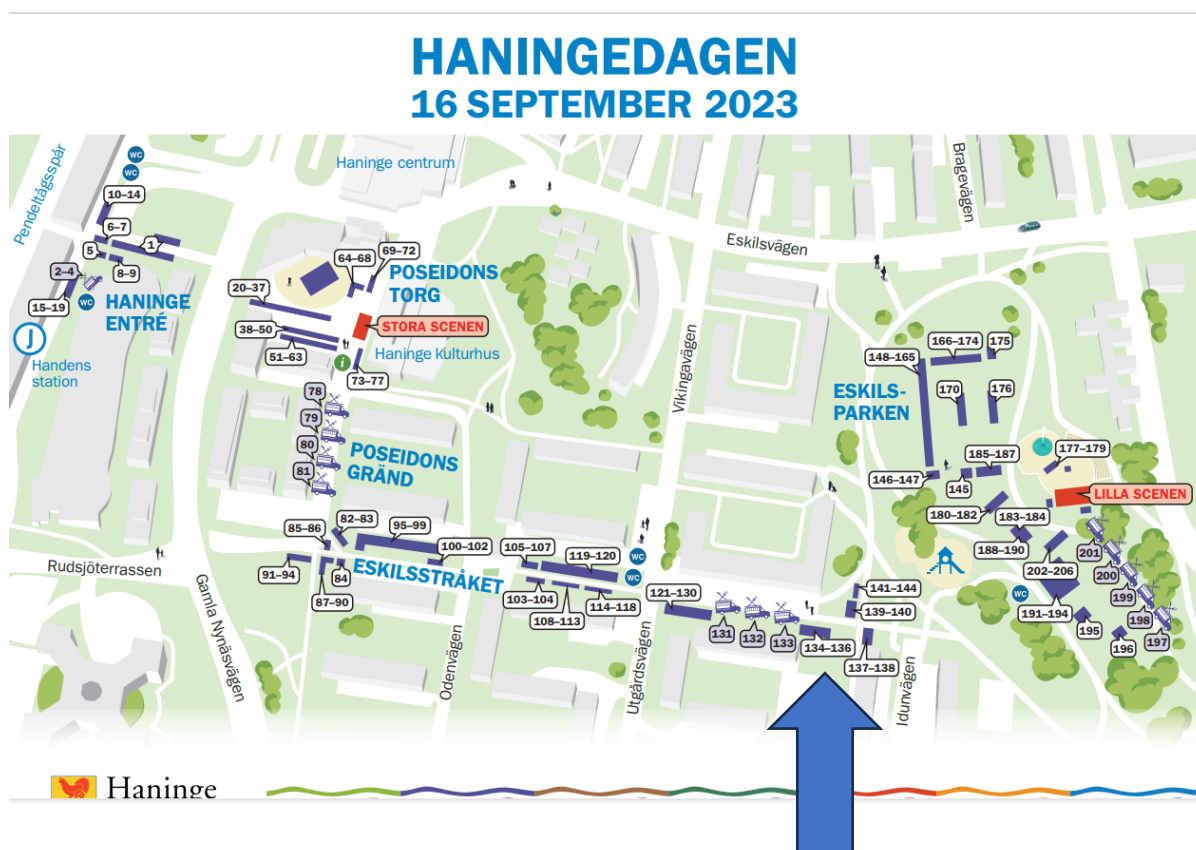 HANINGEDAGEN
16 SEPTEMBER 2023
Pendeltågsspår
WC
WC
Haninge centrum
Bragevägen
10–14
6–7
1
5
8–9
2–4
15–19
WC
HANINGE
ENTRÉ
J
Handens
station
Eskilsvägen
69–72
64–68
POSEIDONS
TORG
20–37
STORA SCENEN
38–50
51–63
i
Haninge kulturhus
73–77
Vikingavägen
166–174
175
148–165
170
176
ESKILS-
PARKEN
78
79
80
81
POSEIDONS
GRÄND
177–179
185–187
146–147
145
LILLA SCENEN
180–182
183–184
188–190
201
202–206
200
199
191–194
198
195
197
196
WC
82–83
85–86
95–99
100–102
91–94
84
87–90
ESKILSSTRÅKET
105–107
119–120
WC
WC
103–104
108–113
114–118
121–130
131
132
133
134–136
141–144
139–140
137–138
Rudsjöterrassen
Gamla Nynäsvägen
Odenvägen
Utgårdsvägen
Idunvägen
Haninge